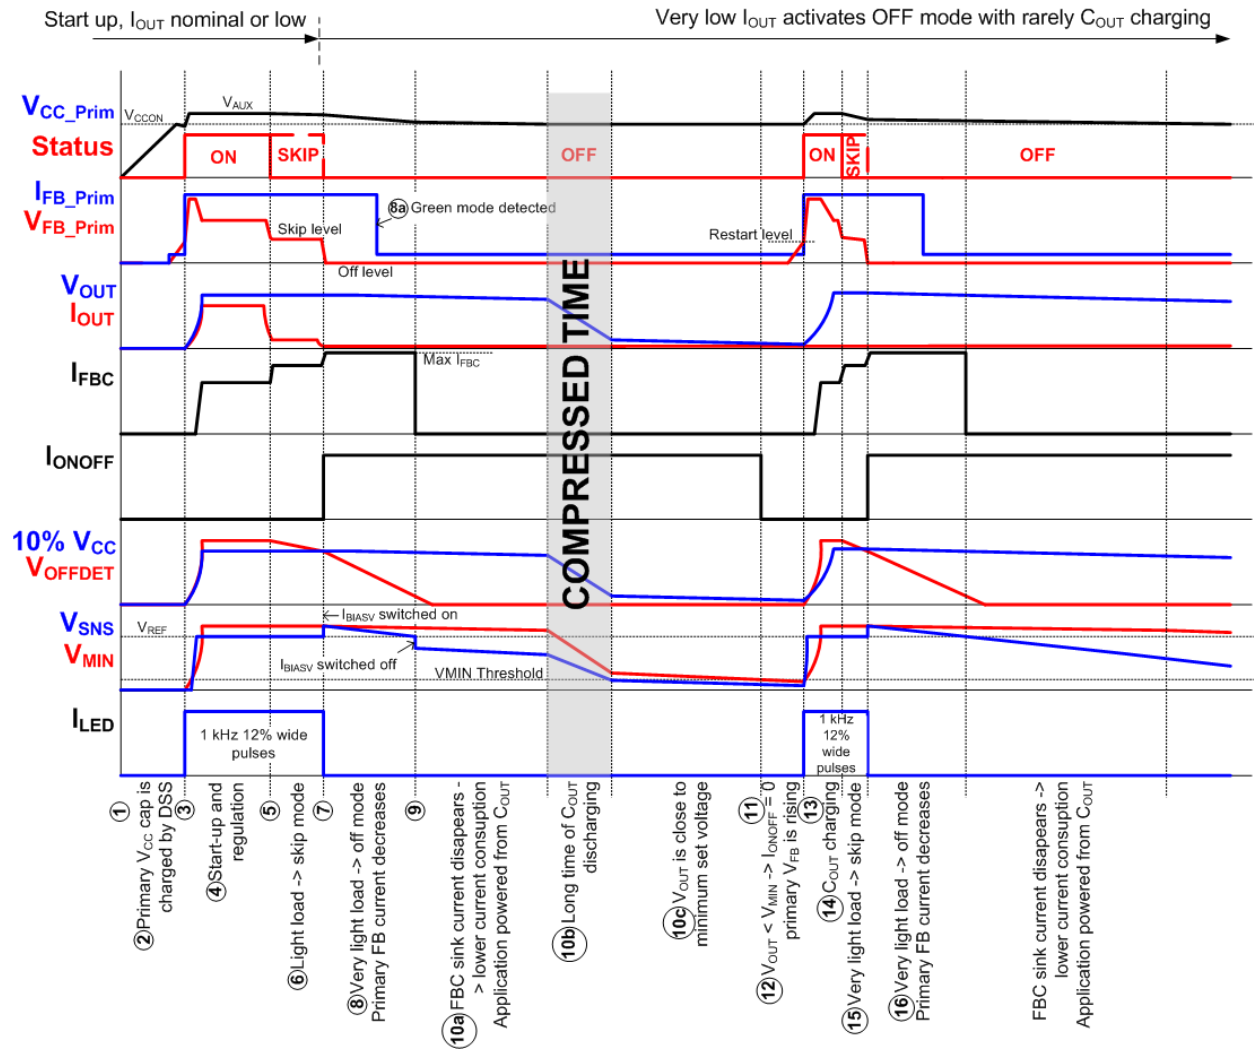 Start up, IOUT nominal or low
Very low IOUT activates OFF mode with rarely COUT charging
VCC_Prim
VCCON
VAUX
Status
ON
SKIP
OFF
ON
SKIP
OFF
IFB_Prim
VFB_Prim
8a Green mode detected
Skip level
Restart level
Off level
VOUT
IOUT
IFBC
Max IFBC
COMPRESSED TIME
IONOFF
10% VCC
VOFFDET
VSNS
VMIN
VREF
IBIASV switched on
IBIASV switched off
VMIN Threshold
ILED
1 kHz 12% wide
pulses
1 kHz
12%
wide
pulses
1
2 Primary VCC cap is
charged by DSS
3
4 Start-up and
regulation
5
6 Light load -> skip mode
7
8 Very light load -> off mode
Primary FB current decreases
9
10a FBC sink current disapears -
> lower current consuption
Application powered from COUT
10b Long time of COUT
discharging
10c VOUT is close to
minimum set voltage
11
12 VOUT < VMIN -> IONOFF = 0
primary VFB is rising
13
14 COUT charging
15 Very light load -> skip mode
16 Very light load -> off mode
Primary FB current decreases
FBC sink current disapears ->
lower current consuption
Application powered from COUT